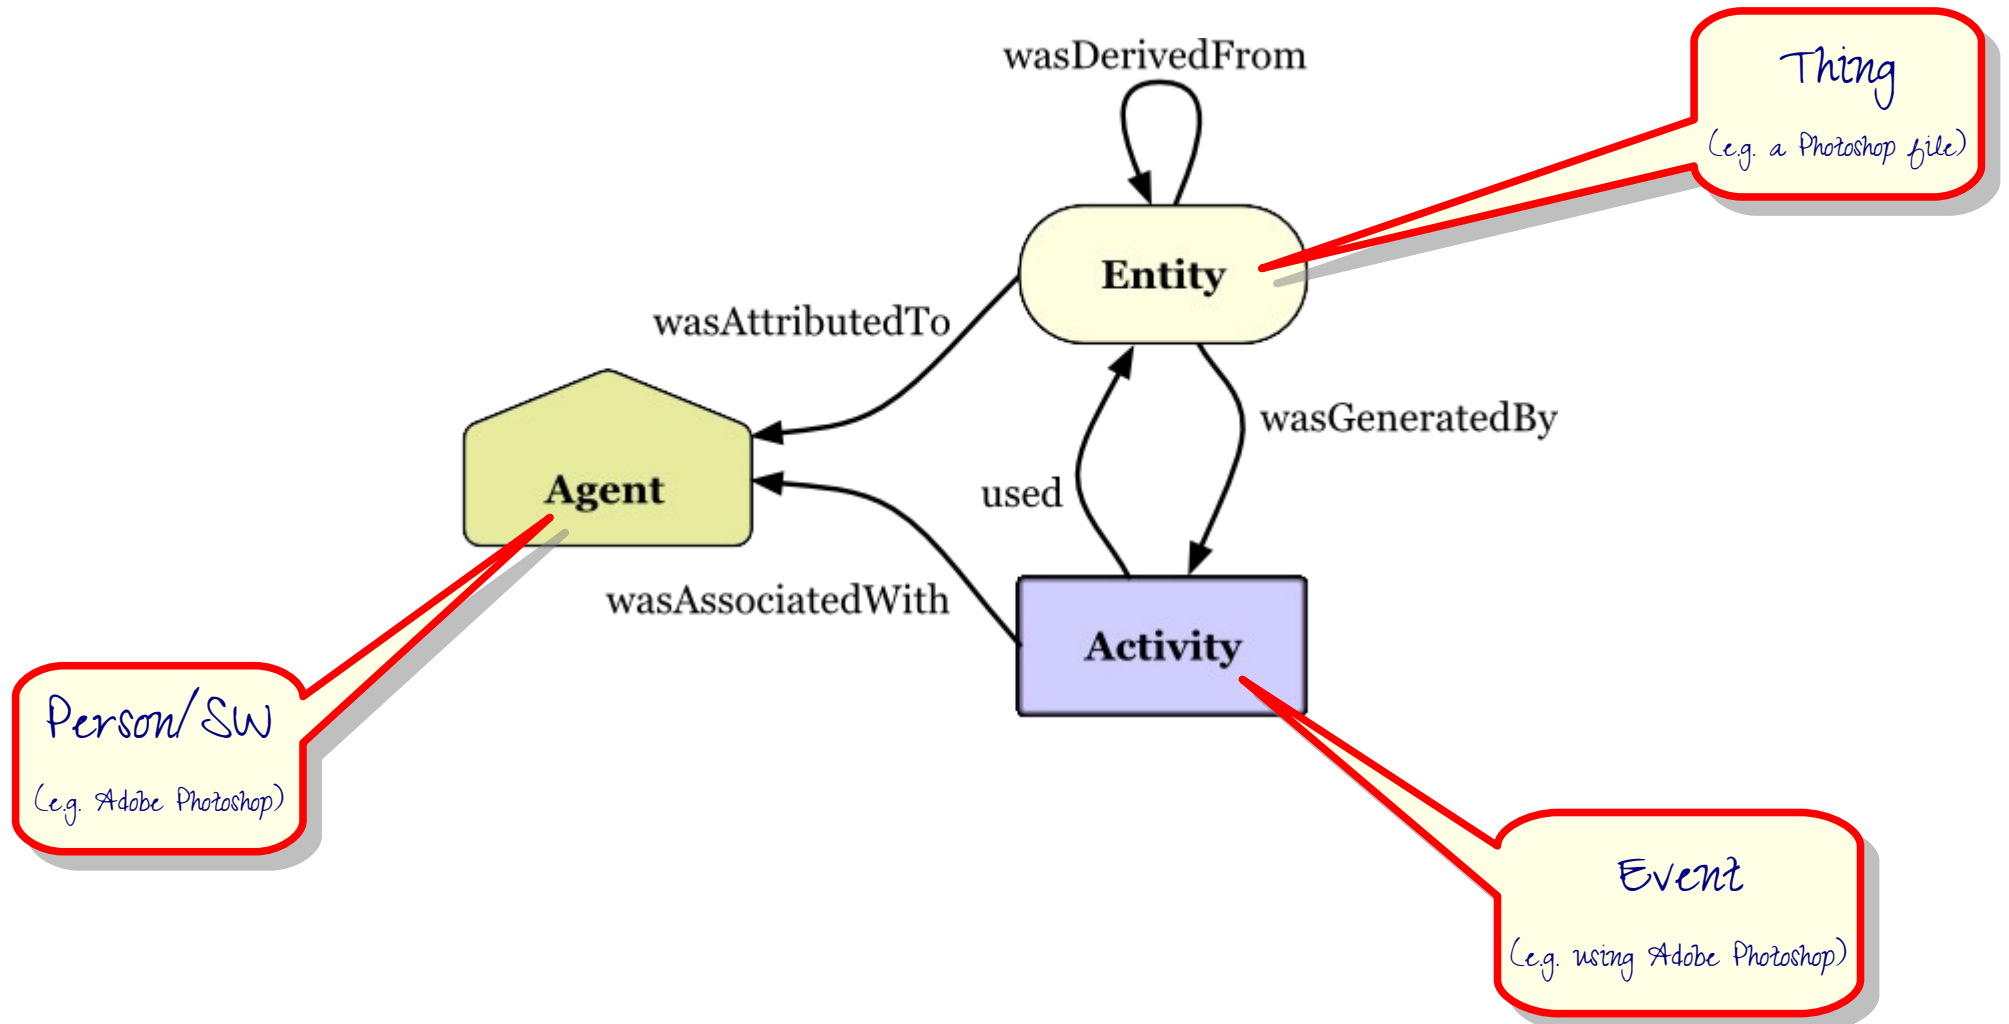 wasDerivedFrom
Thing
(e.g. a Photoshop file)
Entity
wasAttributedTo
wasGeneratedBy
used
Agent
wasAssociatedWith
Activity
Person/SW
(e.g. Adobe Photoshop)
Event
(e.g. using Adobe Photoshop)